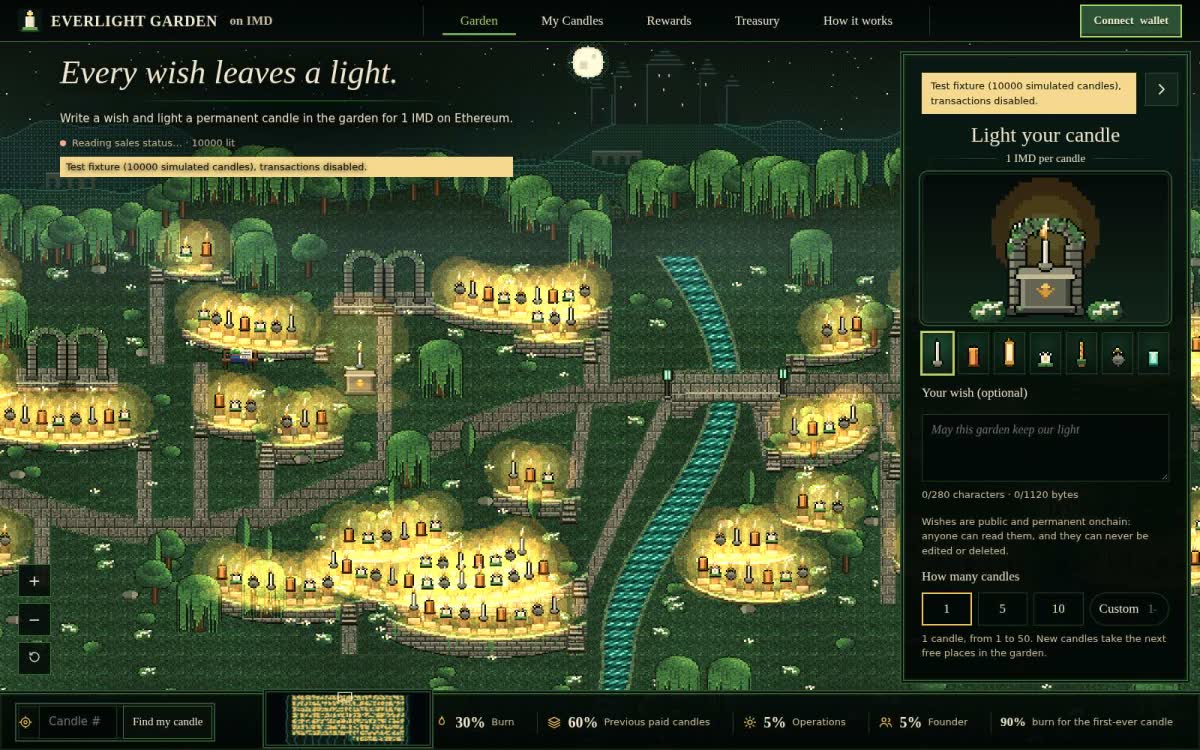 EVERLIGHT GARDEN on IMD
Garden
My Candles
Rewards
Treasury
How it works
Connect wallet
Every wish leaves a light.
Write a wish and light a permanent candle in the garden for 1 IMD on Ethereum.
Reading sales status... · 10000 lit
Test fixture (10000 simulated candles), transactions disabled.
Test fixture (10000 simulated candles),
transactions disabled.
Light your candle
1 IMD per candle
Your wish (optional)
May this garden keep our light
0/280 characters · 0/1120 bytes
Wishes are public and permanent onchain:
anyone can read them, and they can never be
edited or deleted.
How many candles
1
5
10
Custom 1-
1 candle, from 1 to 50. New candles take the next
free places in the garden.
+
−
Candle #
Find my candle
30% Burn
60% Previous paid candles
5% Operations
5% Founder
90% burn for the first-ever candle